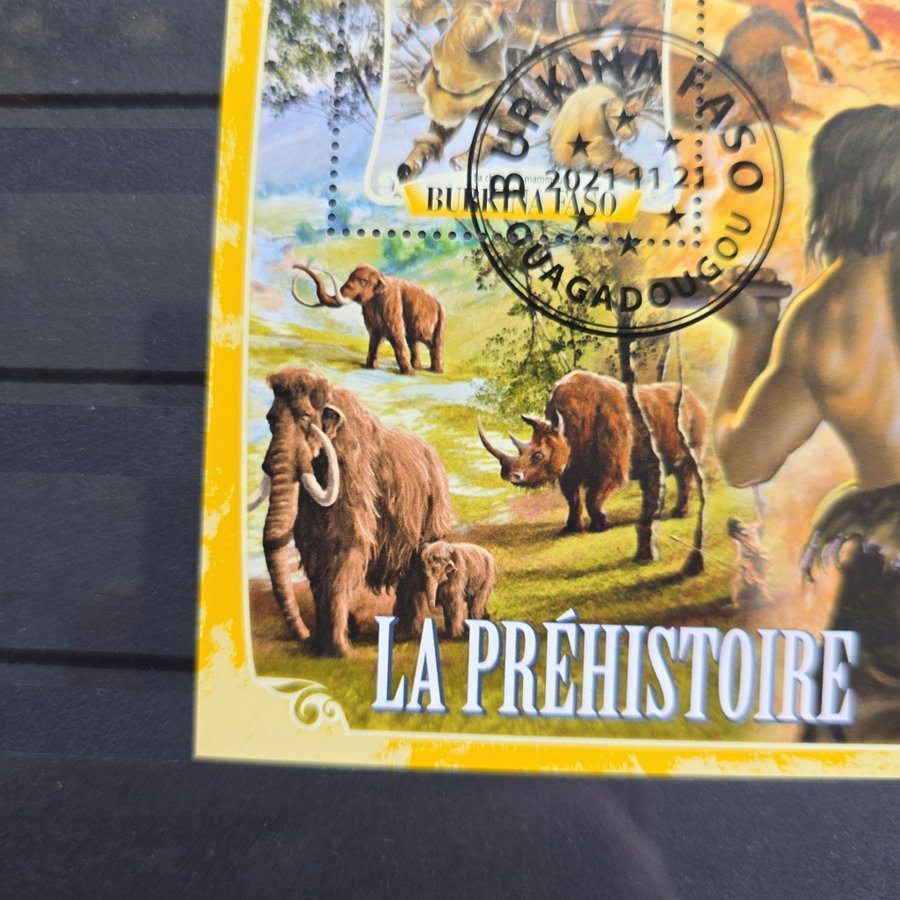 BURKINA FASO
2021 11 21
BURKINA FASO
OUAGADOUGOU
LA PRÉHISTOIRE